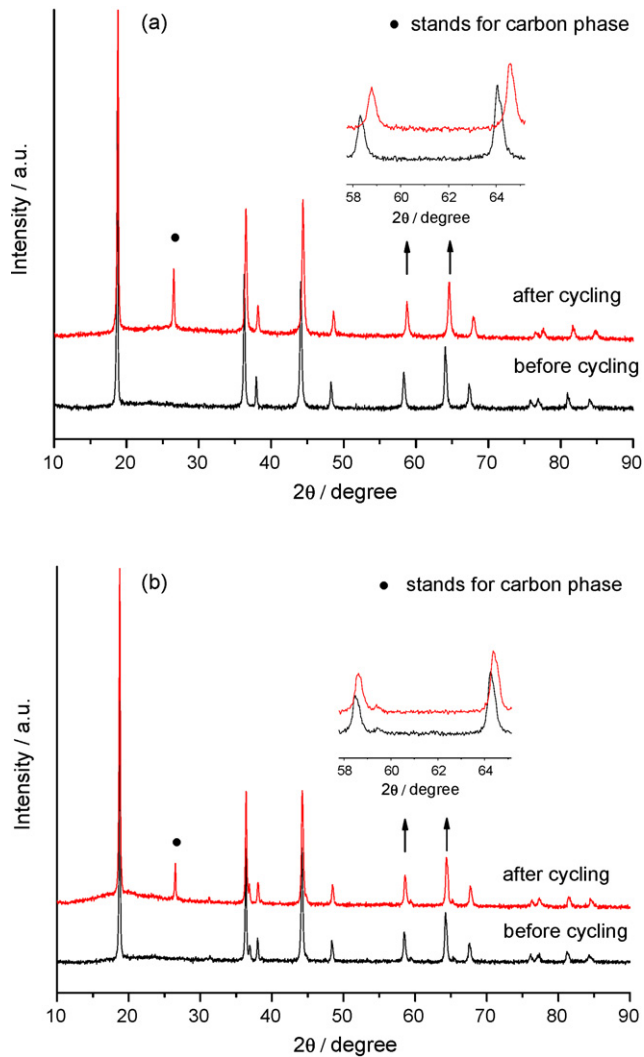 (a)
● stands for carbon phase
58 60 62 64
2θ / degree
Intensity / a.u.
●
after cycling
before cycling
10 20 30 40 50 60 70 80 90
2θ / degree
(b)
● stands for carbon phase
58 60 62 64
2θ / degree
Intensity / a.u.
●
after cycling
before cycling
10 20 30 40 50 60 70 80 90
2θ / degree